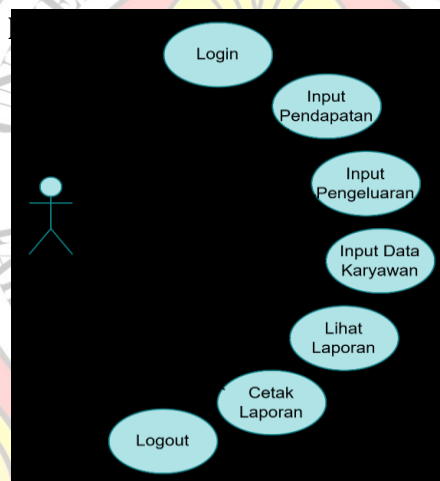 Login
Input
Pendapatan
Input
Pengeluaran
Input Data
Karyawan
Lihat
Laporan
Cetak
Laporan
Logout